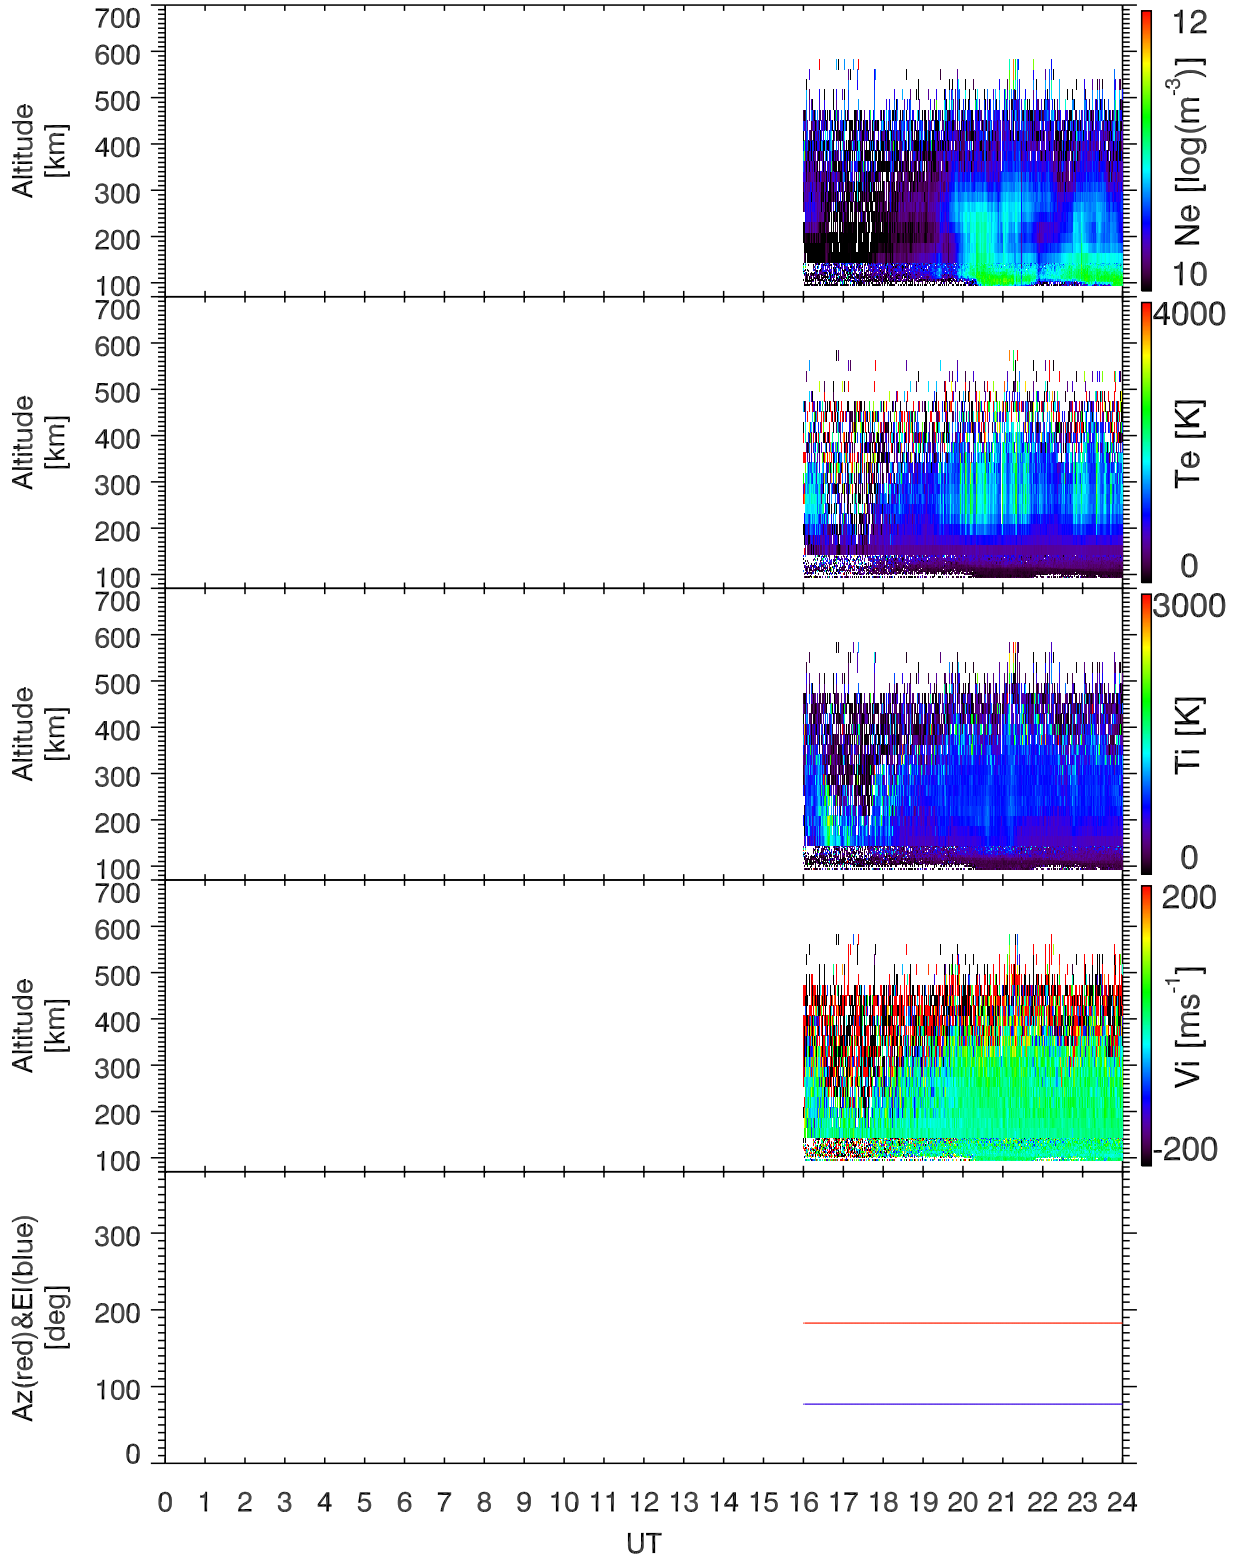 700
600
500
400
300
200
100
Altitude
[km]
12
10
Ne [log(m⁻³)]
700
600
500
400
300
200
100
Altitude
[km]
4000
0
Te [K]
700
600
500
400
300
200
100
Altitude
[km]
3000
0
Ti [K]
700
600
500
400
300
200
100
Altitude
[km]
200
-200
Vi [ms⁻¹]
300
200
100
0
Az(red)&El(blue)
[deg]
0 1 2 3 4 5 6 7 8 9 10 11 12 13 14 15 16 17 18 19 20 21 22 23 24
UT